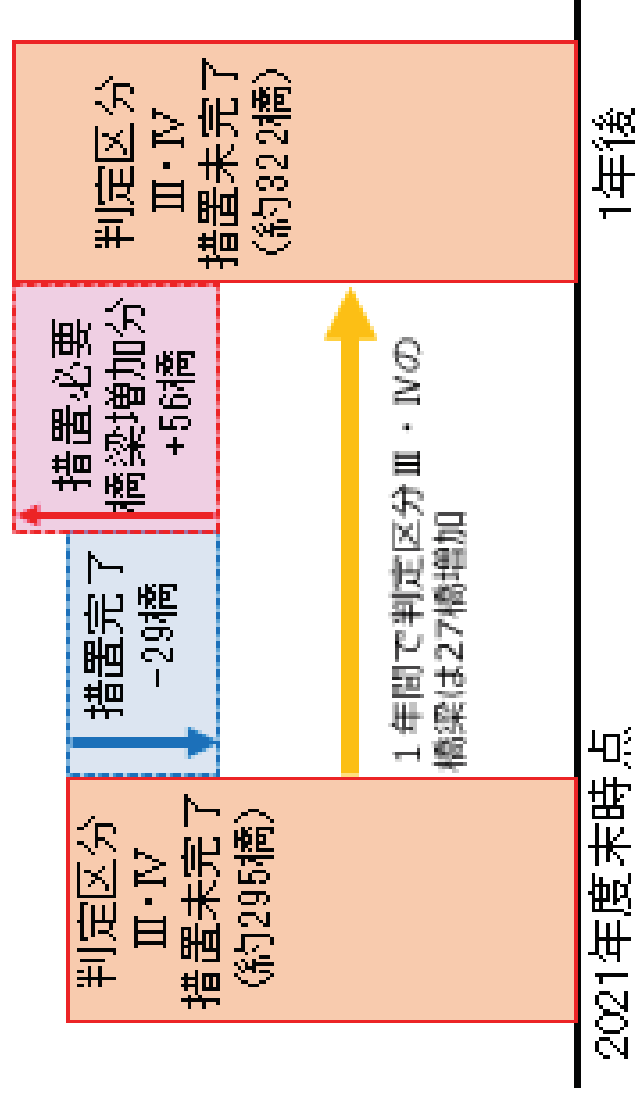 判定区分
Ⅲ・Ⅳ
措置未完了
(約295橋)
措置完了
-29橋
措置必要
橋梁増加分
+56橋
判定区分
Ⅲ・Ⅳ
措置未完了
(約322橋)
1年間で判定区分Ⅲ・Ⅳの
橋梁は27橋増加
2021年度末時点
1年後